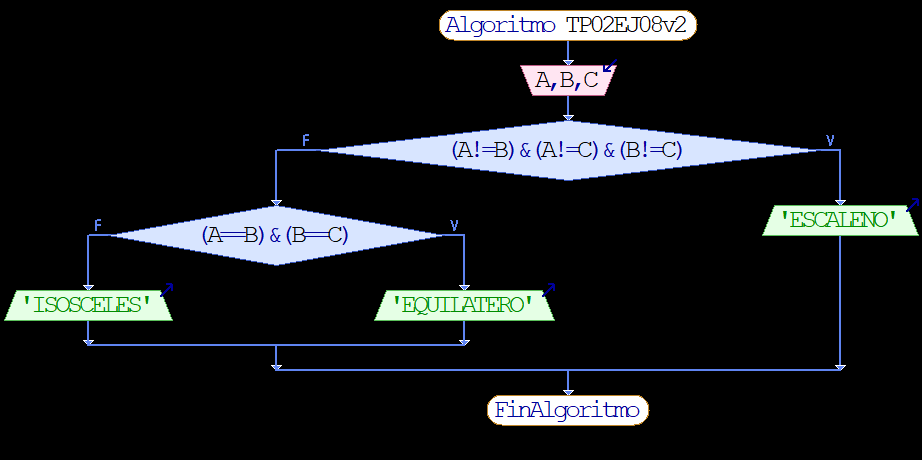 Algoritmo TP02EJ08v2
A,B,C
F
V
(A!=B)&(A!=C)&(B!=C)
F
V
(A==B)&(B==C)
'ESCALENO'
'ISOSCELES'
'EQUILATERO'
FinAlgoritmo